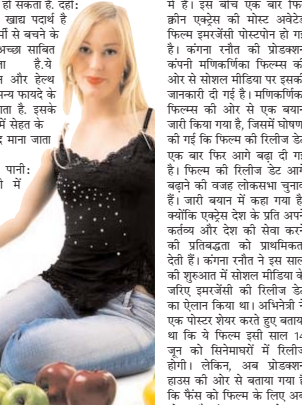 हो सकता है. दही:
खाद्य पदार्थ है
र्मी से बचने के
अच्छा साबित
ता है.ये
न और हेल्थ
मन्य फायदे के
ाता है. इसके
में सेहत के
द माना जाता
पानी:
में
में है। इस बीच एक बार फि
क्वीन एक्ट्रेस की मोस्ट अवेटेड
फिल्म इमरजेंसी पोस्टपोन हो गई
है। कंगना रनौत की प्रोडक्शन
कंपनी मणिकर्णिका फिल्म्स की
ओर से सोशल मीडिया पर इसकी
जानकारी दी गई है। मणिकर्णिका
फिल्म्स की ओर से एक बयान
जारी किया गया है, जिसमें घोषणा
की गई कि फिल्म की रिलीज डेट
एक बार फिर आगे बढ़ा दी गई
है। फिल्म की रिलीज डेट आगे
बढ़ाने की वजह लोकसभा चुनाव
हैं। जारी बयान में कहा गया है
क्योंकि एक्ट्रेस देश के प्रति अपने
कर्तव्य और देश की सेवा करने
की प्रतिबद्धता को प्राथमिकता
देती हैं। कंगना रनौत ने इस साल
की शुरुआत में सोशल मीडिया के
जरिए इमरजेंसी की रिलीज डेट
का ऐलान किया था। अभिनेत्री ने
एक पोस्टर शेयर करते हुए बताया
था कि ये फिल्म इसी साल 14
जून को सिनेमाघरों में रिलीज
होगी। लेकिन, अब प्रोडक्शन
हाउस की ओर से बताया गया है
कि फैंस को फिल्म के लिए अब